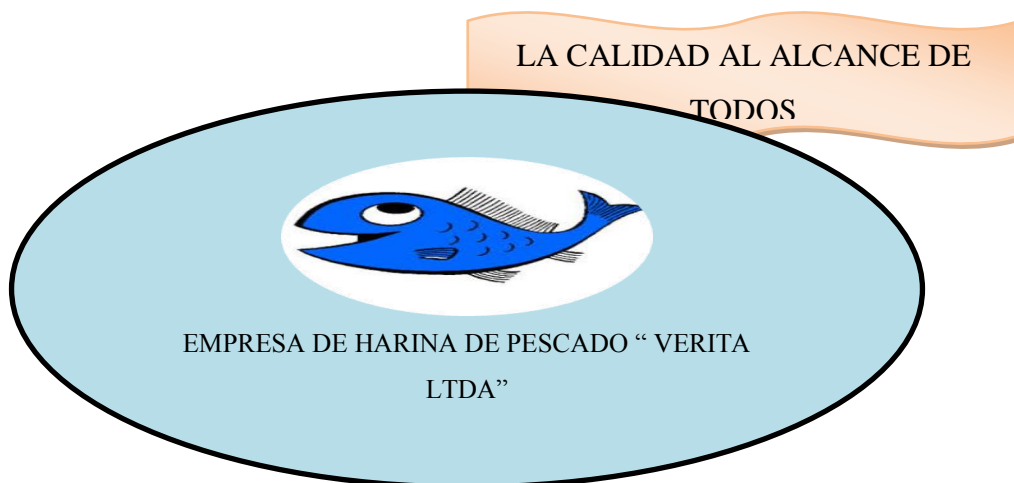 LA CALIDAD AL ALCANCE DE
TODOS
EMPRESA DE HARINA DE PESCADO “ VERITA
LTDA”